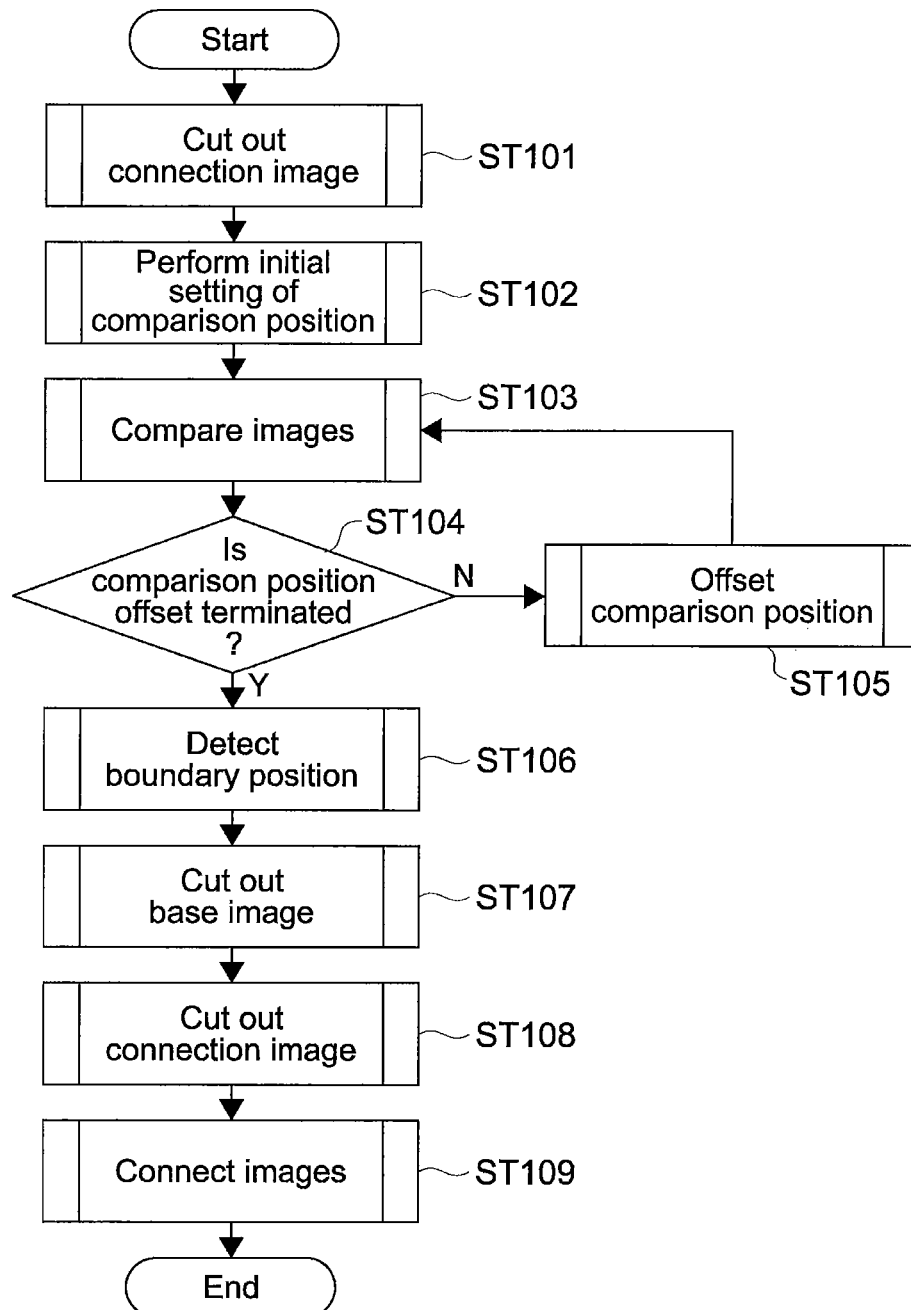 Start
Cut out
connection image
ST101
Perform initial
setting of
comparison position
ST102
Compare images
ST103
Is
comparison position
offset terminated
?
ST104
N
Offset
comparison position
ST105
Y
Detect
boundary position
ST106
Cut out
base image
ST107
Cut out
connection image
ST108
Connect images
ST109
End